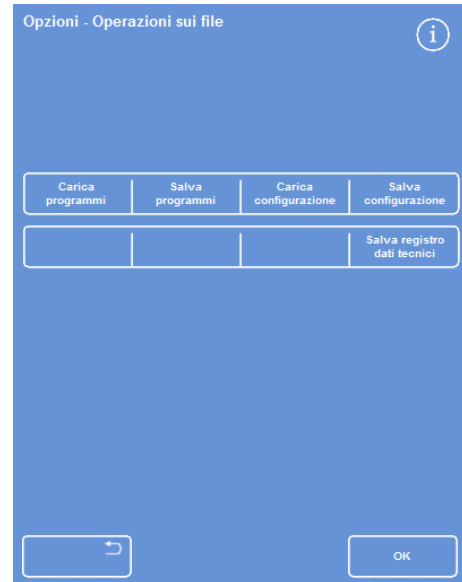 Opzioni - Operazioni sui file
i
Carica
programmi
Salva
programmi
Carica
configurazione
Salva
configurazione
Salva registro
dati tecnici
OK